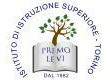 ISTITUTO DI ISTRUZIONE SUPERIORE - TORINO
PRIMO
LEVI
DAL 1962